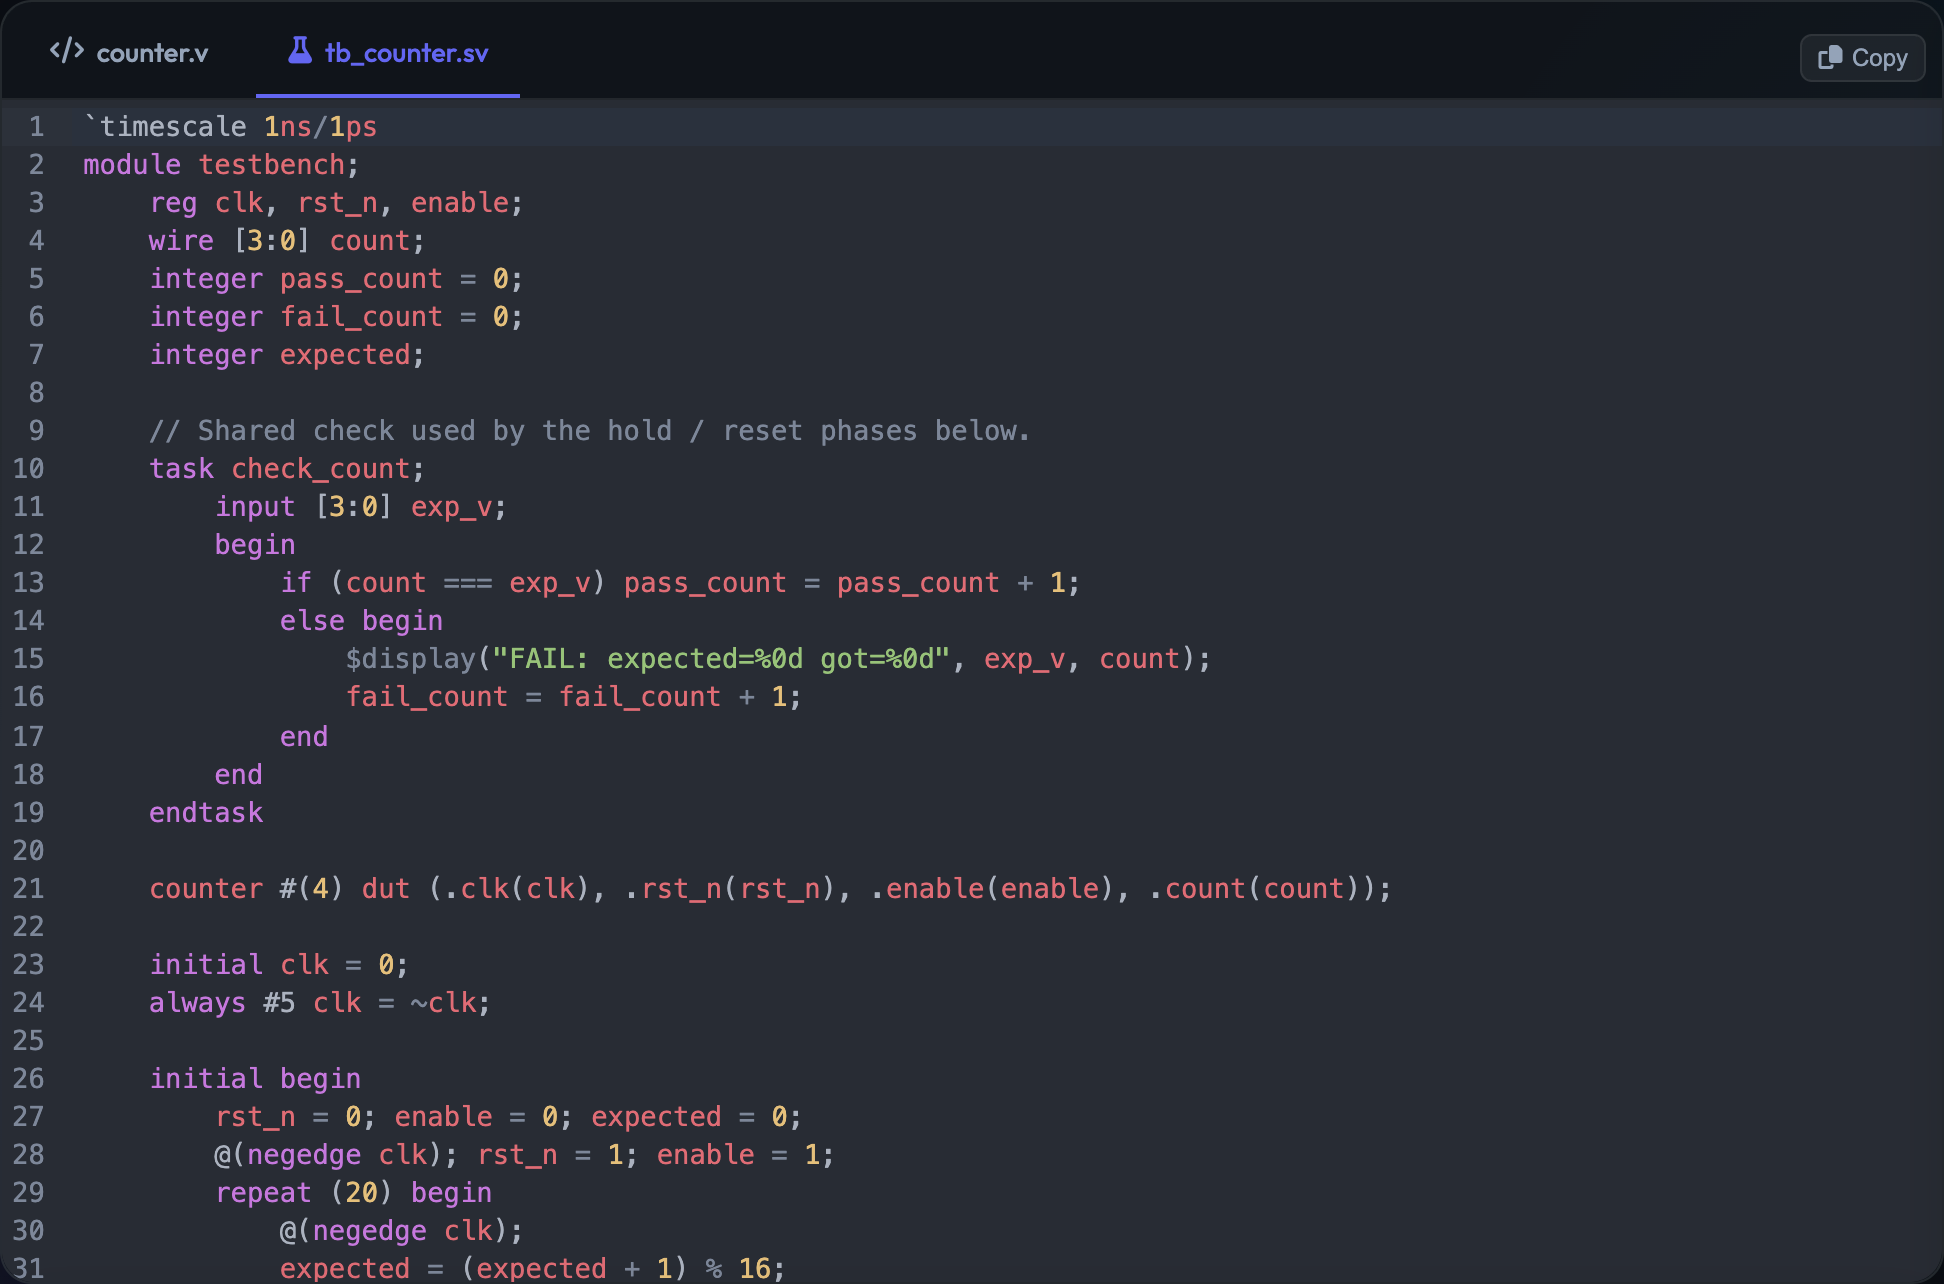 </> counter.v
tb_counter.sv
Copy
1 `timescale 1ns/1ps
2 module testbench;
3     reg clk, rst_n, enable;
4     wire [3:0] count;
5     integer pass_count = 0;
6     integer fail_count = 0;
7     integer expected;
8
9     // Shared check used by the hold / reset phases below.
10     task check_count;
11         input [3:0] exp_v;
12         begin
13             if (count === exp_v) pass_count = pass_count + 1;
14             else begin
15                 $display("FAIL: expected=%0d got=%0d", exp_v, count);
16                 fail_count = fail_count + 1;
17             end
18         end
19     endtask
20
21     counter #(4) dut (.clk(clk), .rst_n(rst_n), .enable(enable), .count(count));
22
23     initial clk = 0;
24     always #5 clk = ~clk;
25
26     initial begin
27         rst_n = 0; enable = 0; expected = 0;
28         @(negedge clk); rst_n = 1; enable = 1;
29         repeat (20) begin
30             @(negedge clk);
31             expected = (expected + 1) % 16;